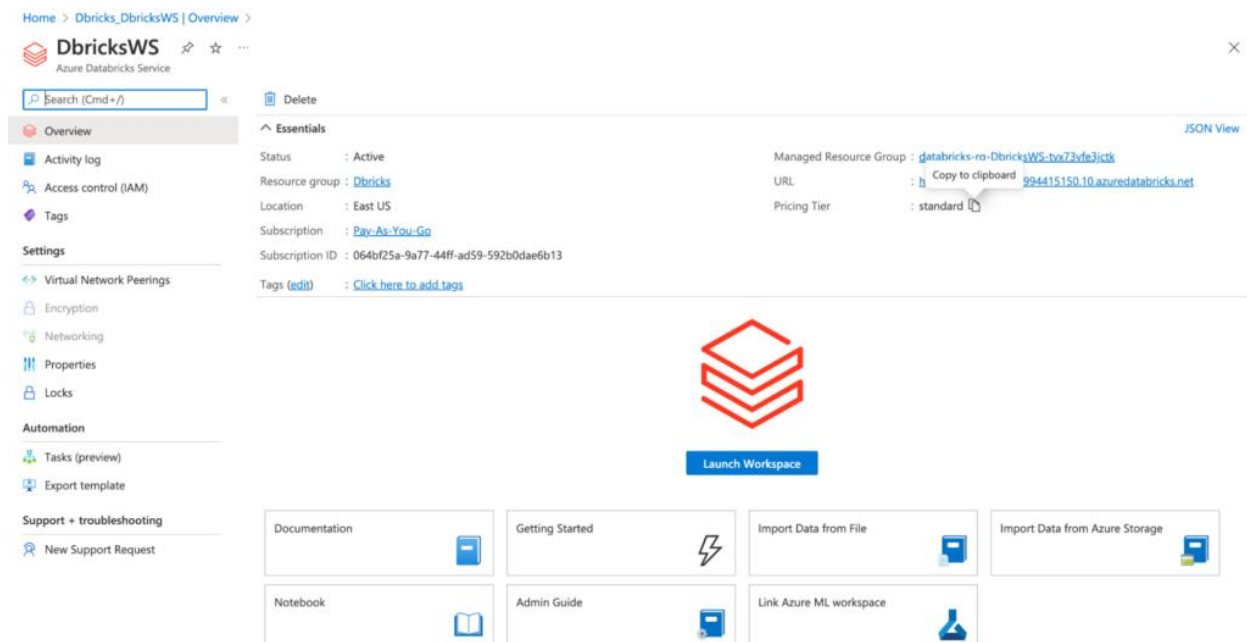 Home > Dbricks_DbricksWS | Overview >
DbricksWS
Azure Databricks Service
Search (Cmd+/)
Overview
Activity log
Access control (IAM)
Tags
Settings
Virtual Network Peerings
Encryption
Networking
Properties
Locks
Automation
Tasks (preview)
Export template
Support + troubleshooting
New Support Request
Delete
Essentials
JSON View
Status : Active
Resource group : Dbricks
Location : East US
Subscription : Pay-As-You-Go
Subscription ID : 064bf25a-9a77-44ff-ad59-592b0dae6b13
Tags (edit) : Click here to add tags
Managed Resource Group : databricks-rg-DbricksWS-tvx73vfe3jctk
Copy to clipboard
URL : h 994415150.10.azuredatabricks.net
Pricing Tier : standard
Launch Workspace
Documentation
Getting Started
Import Data from File
Import Data from Azure Storage
Notebook
Admin Guide
Link Azure ML workspace